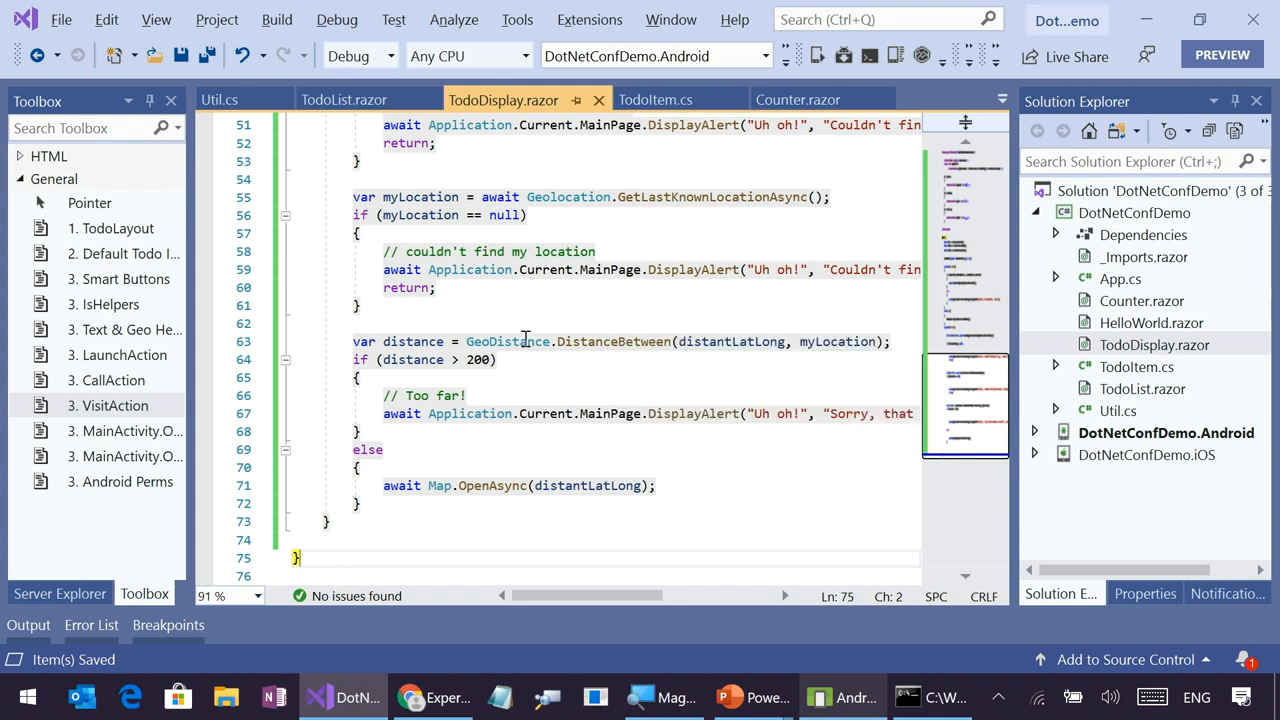 File Edit View Project Build Debug Test Analyze Tools Extensions Window Help Search (Ctrl+Q) Dot...emo
Debug Any CPU DotNetConfDemo.Android Live Share PREVIEW
Toolbox
Search Toolbox
HTML
General
Pointer
1. TodoLayout
2. Default Todo I...
3. Smart Buttons
3. IsHelpers
3. Text & Geo He...
3. LaunchAction
3. CallAction
3. VisitAction
3. MainActivity.O...
3. MainActivity.O...
3. Android Perms
Server Explorer Toolbox
Util.cs TodoList.razor TodoDisplay.razor TodoItem.cs Counter.razor
51 await Application.Current.MainPage.DisplayAlert("Uh oh!", "Couldn't fin
52 return;
53 }
54
55 var myLocation = await Geolocation.GetLastKnownLocationAsync();
56 if (myLocation == null)
57 {
58 // couldn't find my location
59 await Application.Current.MainPage.DisplayAlert("Uh oh!", "Couldn't fin
60 return;
61 }
62
63 var distance = GeoDistance.DistanceBetween(distantLatLong, myLocation);
64 if (distance > 200)
65 {
66 // Too far!
67 await Application.Current.MainPage.DisplayAlert("Uh oh!", "Sorry, that
68 }
69 else
70 {
71 await Map.OpenAsync(distantLatLong);
72 }
73 }
74
75 }
76
91 % No issues found Ln: 75 Ch: 2 SPC CRLF
Solution Explorer
Search Solution Explorer (Ctrl+;)
Solution 'DotNetConfDemo' (3 of 3
DotNetConfDemo
Dependencies
_Imports.razor
App.cs
Counter.razor
HelloWorld.razor
TodoDisplay.razor
TodoItem.cs
TodoList.razor
Util.cs
DotNetConfDemo.Android
DotNetConfDemo.iOS
Solution E... Properties Notificatio...
Output Error List Breakpoints
Item(s) Saved Add to Source Control 1
DotN... Exper... Mag... Powe... Andr... C:\W... ENG